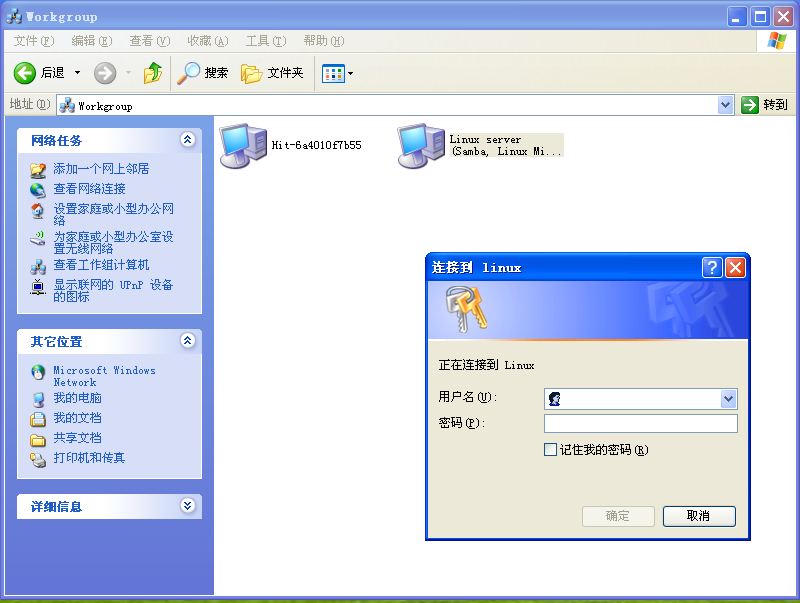 Workgroup
文件(F) 编辑(E) 查看(V) 收藏(A) 工具(T) 帮助(H)
后退 搜索 文件夹
地址(D) Workgroup 转到
网络任务
添加一个网上邻居
查看网络连接
设置家庭或小型办公网
络
为家庭或小型办公室设
置无线网络
查看工作组计算机
显示联网的 UPnP 设备
的图标
其它位置
Microsoft Windows
Network
我的电脑
我的文档
共享文档
打印机和传真
详细信息
Hit-6a4010f7b55
Linux server
(Samba, Linux Mi...
连接到 linux
正在连接到 Linux
用户名(U):
密码(P):
记住我的密码(R)
确定 取消